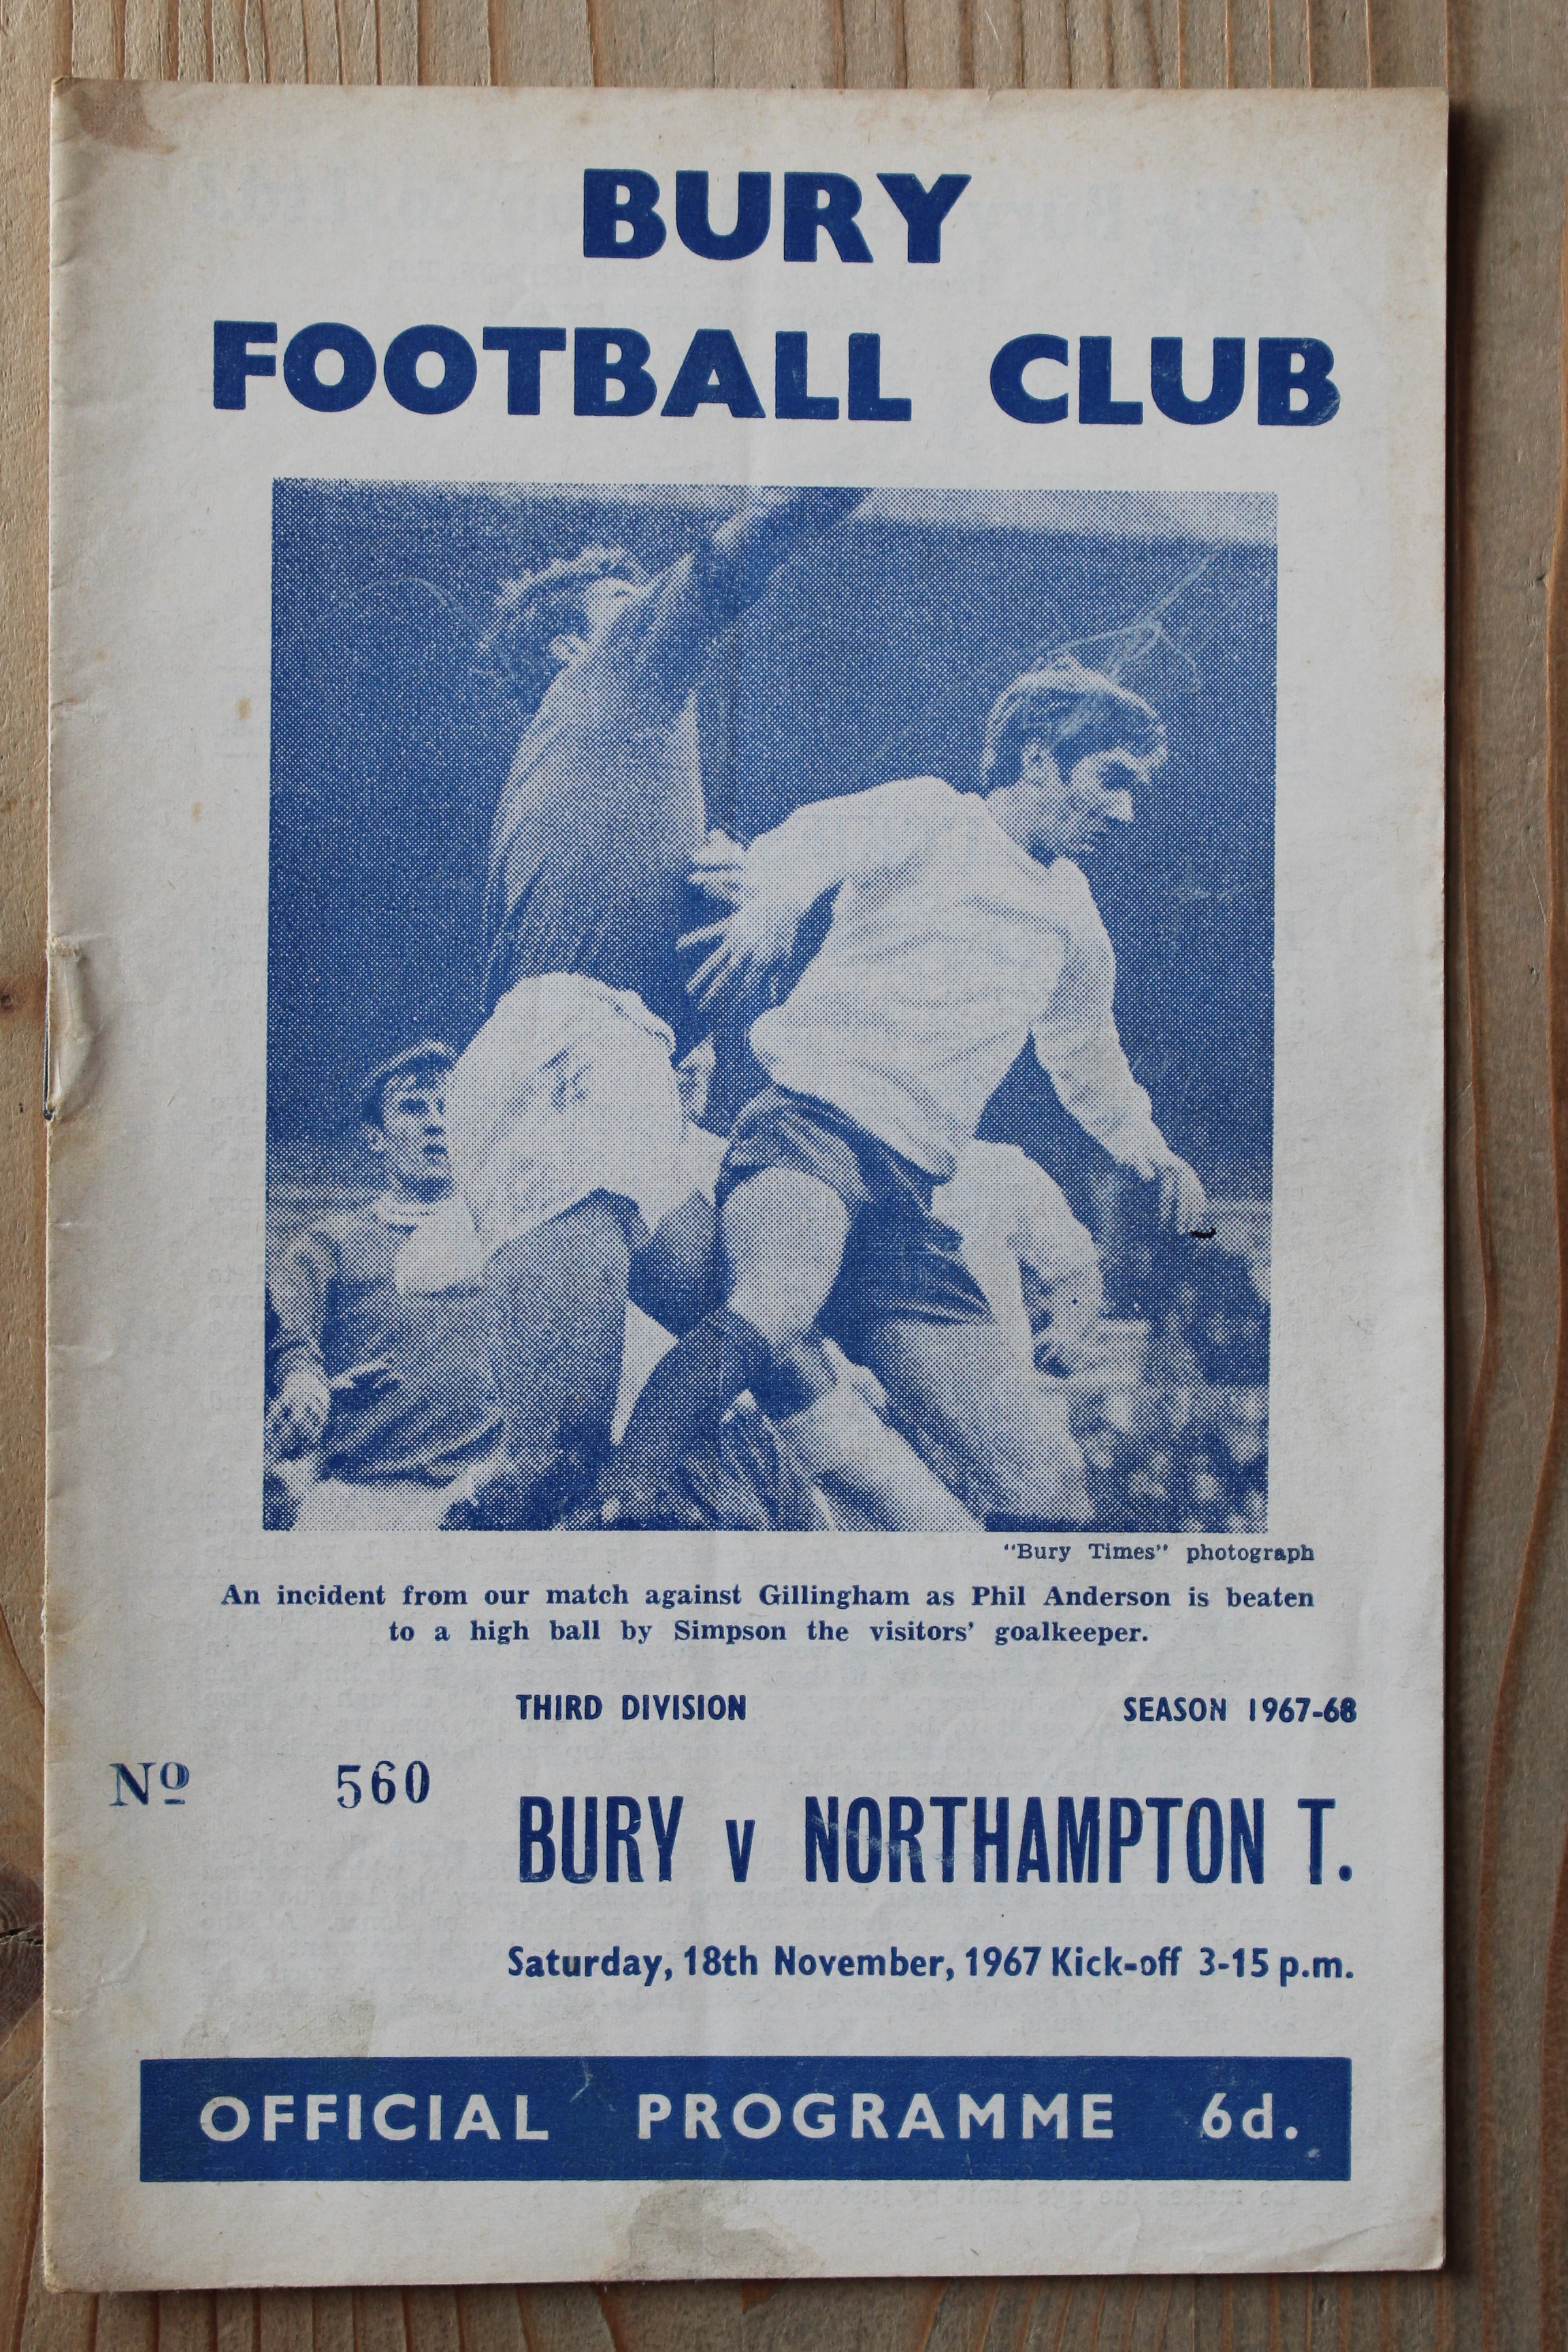 BURY
FOOTBALL CLUB
"Bury Times" photograph
An incident from our match against Gillingham as Phil Anderson is beaten
to a high ball by Simpson the visitors' goalkeeper.
THIRD DIVISION SEASON 1967-68
Nº 560
BURY v NORTHAMPTON T.
Saturday, 18th November, 1967 Kick-off 3-15 p.m.
OFFICIAL PROGRAMME 6d.